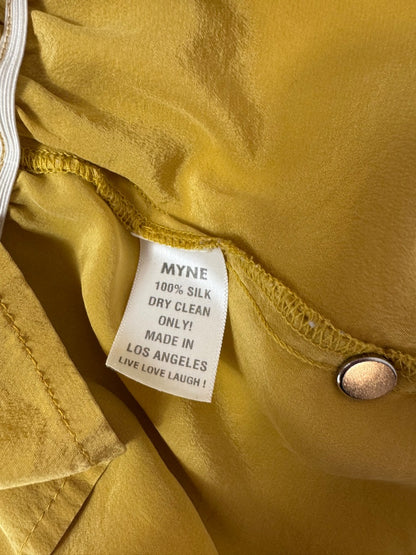 MYNE
100% SILK
DRY CLEAN
ONLY!
MADE IN
LOS ANGELES
LIVE LOVE LAUGH !